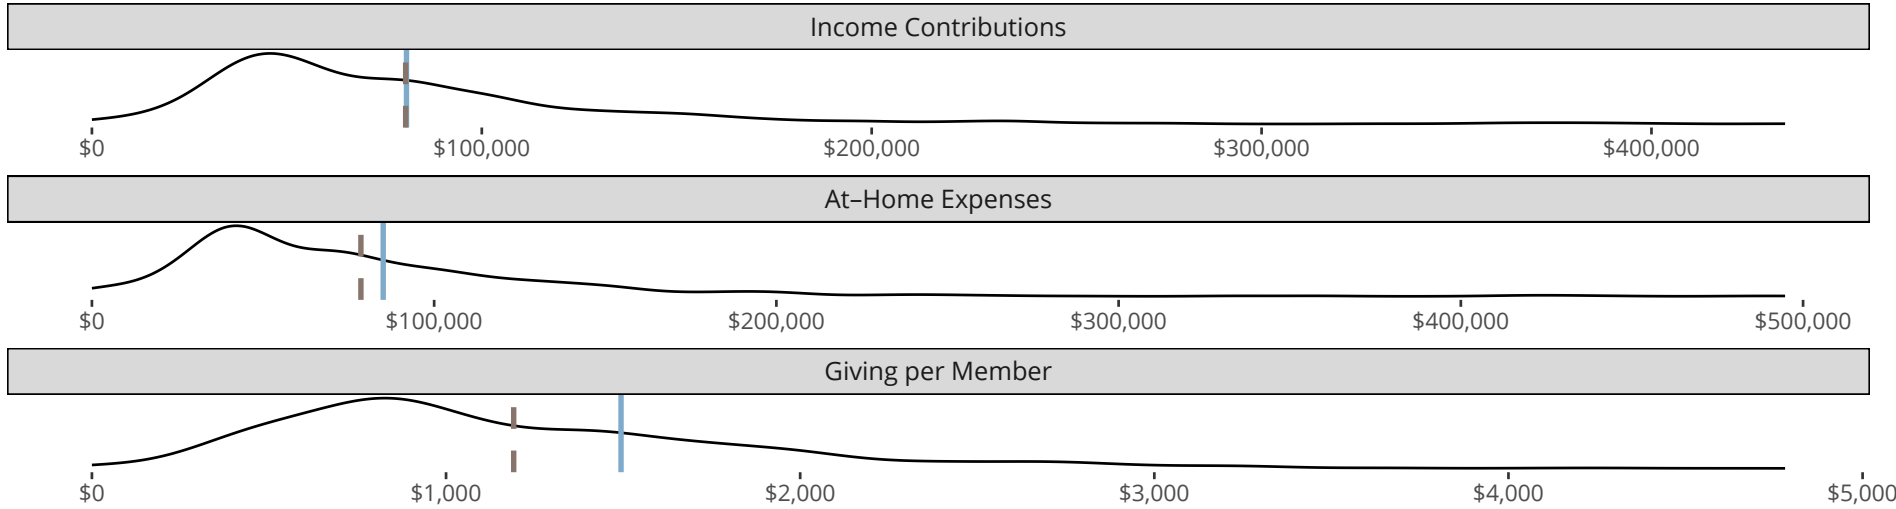 Income Contributions
$0 $100,000 $200,000 $300,000 $400,000
At–Home Expenses
$0 $100,000 $200,000 $300,000 $400,000 $500,000
Giving per Member
$0 $1,000 $2,000 $3,000 $4,000 $5,000